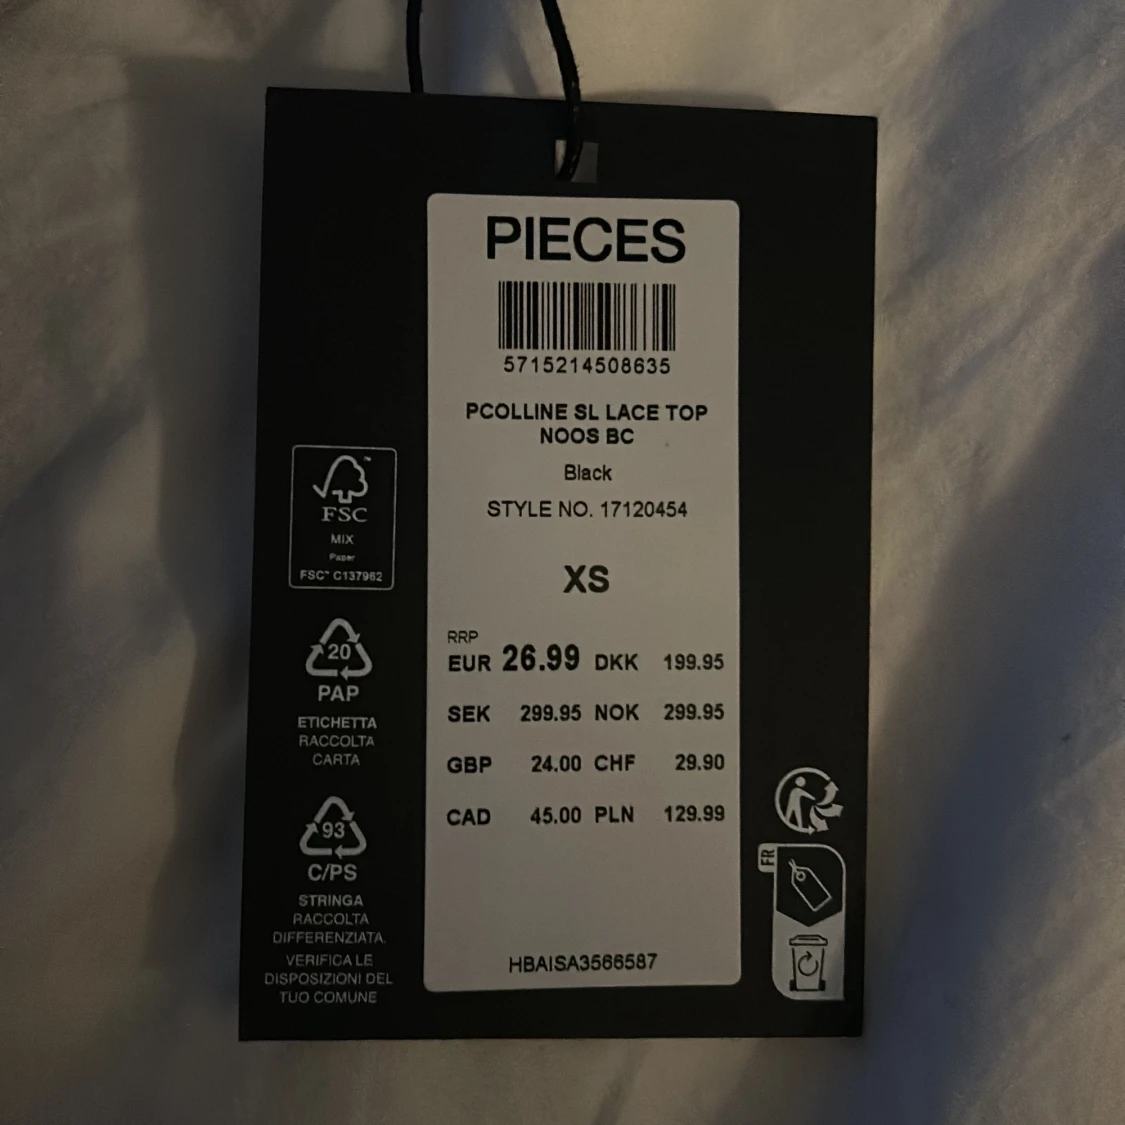 PIECES
5715214508635
PCOLLINE SL LACE TOP
NOOS BC
Black
STYLE NO. 17120454
XS
RRP
EUR 26.99 DKK 199.95
SEK 299.95 NOK 299.95
GBP 24.00 CHF 29.90
CAD 45.00 PLN 129.99
HBAISA3566587
FSC™
MIX
Paper
FSC™ C137962
20
PAP
ETICHETTA
RACCOLTA
CARTA
93
C/PS
STRINGA
RACCOLTA
DIFFERENZIATA.
VERIFICA LE
DISPOSIZIONI DEL
TUO COMUNE
FR